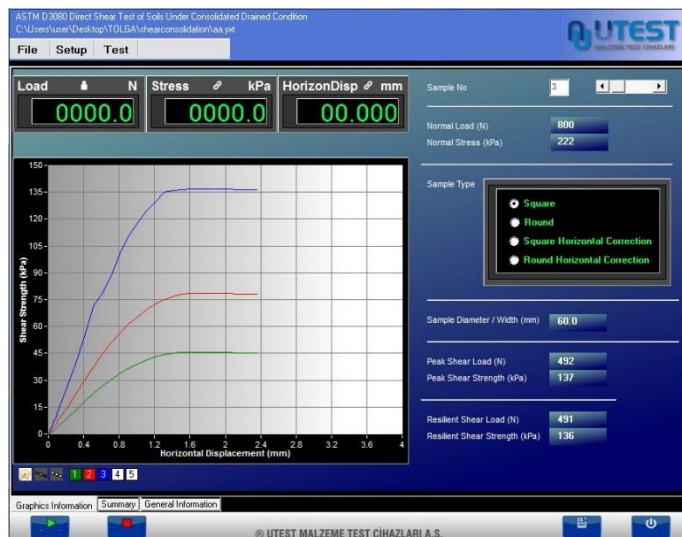 ASTM D3080 Direct Shear Test of Soils Under Consolidated Drained Condition
C:\Users\user\Desktop\TOLGA\shearconsolidation\aa.yxt
UTEST
MALZEME TEST CİHAZLARI
File Setup Test
Load N Stress kPa HorizonDisp mm
0000.0 0000.0 00.000
Sample No 3
Normal Load (N) 800
Normal Stress (kPa) 222
Sample Type
Square
Round
Square Horizontal Correction
Round Horizontal Correction
Sample Diameter / Width (mm) 60.0
Peak Shear Load (N) 492
Peak Shear Strength (kPa) 137
Resilient Shear Load (N) 491
Resilient Shear Strength (kPa) 136
Shear Strength (kPa)
150
135
120
105
90
75
60
45
30
15
0
0 0.4 0.8 1.2 1.6 2 2.4 2.8 3.2 3.6 4
Horizontal Displacement (mm)
1 2 3 4 5
Graphics Information Summary General Information
® UTEST MALZEME TEST CİHAZLARI A.Ş.